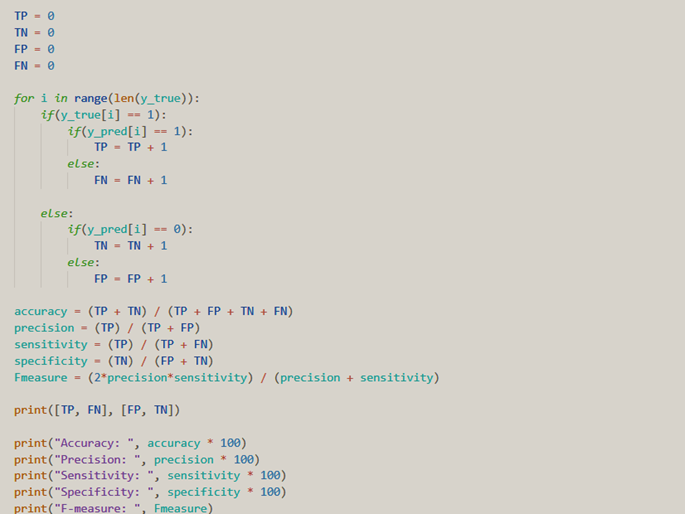 TP = 0
TN = 0
FP = 0
FN = 0
for i in range(len(y_true)):
if(y_true[i] == 1):
if(y_pred[i] == 1):
TP = TP + 1
else:
FN = FN + 1
else:
if(y_pred[i] == 0):
TN = TN + 1
else:
FP = FP + 1
accuracy = (TP + TN) / (TP + FP + TN + FN)
precision = (TP) / (TP + FP)
sensitivity = (TP) / (TP + FN)
specificity = (TN) / (FP + TN)
Fmeasure = (2*precision*sensitivity) / (precision + sensitivity)
print([TP, FN], [FP, TN])
print("Accuracy: ", accuracy * 100)
print("Precision: ", precision * 100)
print("Sensitivity: ", sensitivity * 100)
print("Specificity: ", specificity * 100)
print("F-measure: ", Fmeasure)